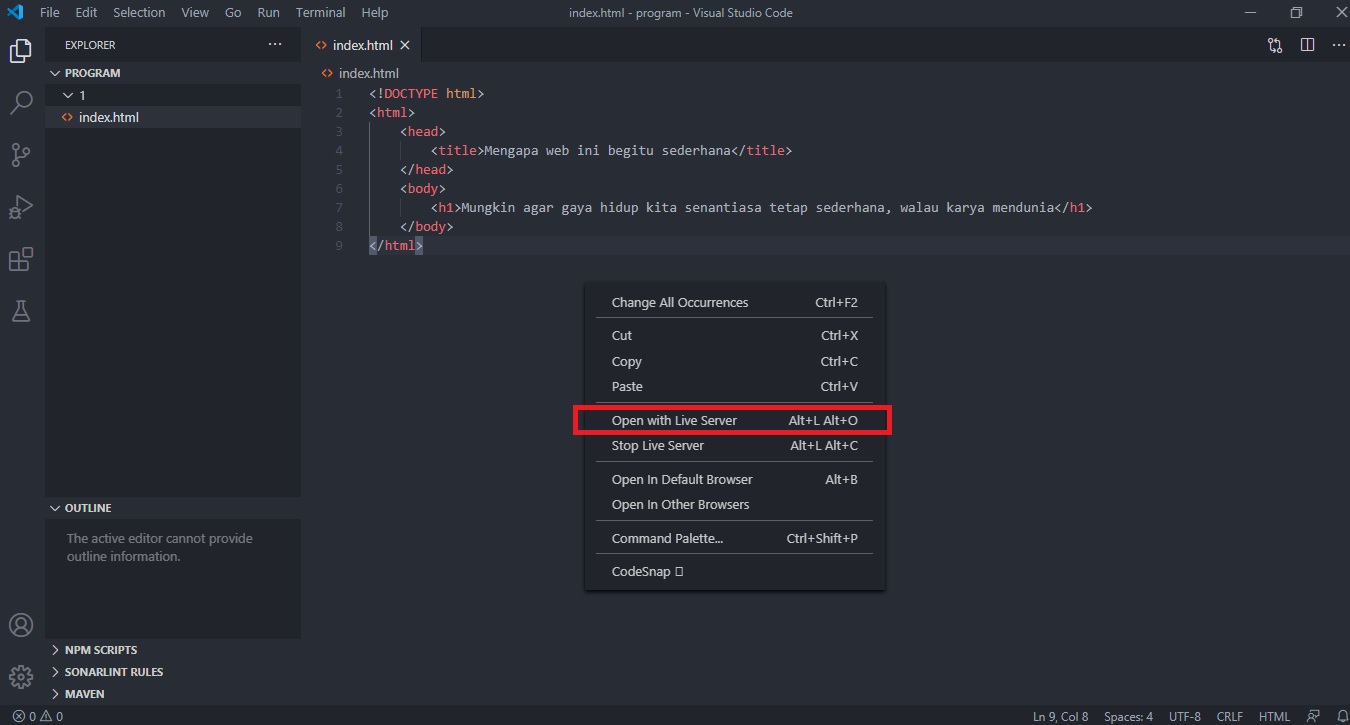 File Edit Selection View Go Run Terminal Help index.html - program - Visual Studio Code
EXPLORER ...
PROGRAM
1
index.html
OUTLINE
The active editor cannot provide
outline information.
NPM SCRIPTS
SONARLINT RULES
MAVEN
index.html
index.html
1 <!DOCTYPE html>
2 <html>
3 <head>
4 <title>Mengapa web ini begitu sederhana</title>
5 </head>
6 <body>
7 <h1>Mungkin agar gaya hidup kita senantiasa tetap sederhana, walau karya mendunia</h1>
8 </body>
9 </html>
Change All Occurrences Ctrl+F2
Cut Ctrl+X
Copy Ctrl+C
Paste Ctrl+V
Open with Live Server Alt+L Alt+O
Stop Live Server Alt+L Alt+C
Open In Default Browser Alt+B
Open In Other Browsers
Command Palette... Ctrl+Shift+P
CodeSnap
0 0 Ln 9, Col 8 Spaces: 4 UTF-8 CRLF HTML